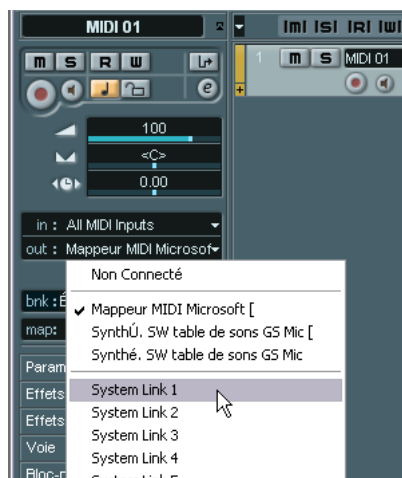 MIDI 01
M S R W
100
<C>
0.00
in : All MIDI Inputs
out : Mappeur MIDI Microsof
bnk :
map:
Non Connecté
✓ Mappeur MIDI Microsoft [
SynthÚ. SW table de sons GS Mic [
Synthé. SW table de sons GS Mic
System Link 1
System Link 2
System Link 3
System Link 4
Param
Effets
Effets
Voie
Bloc-
M S R W
1 M S MIDI 01